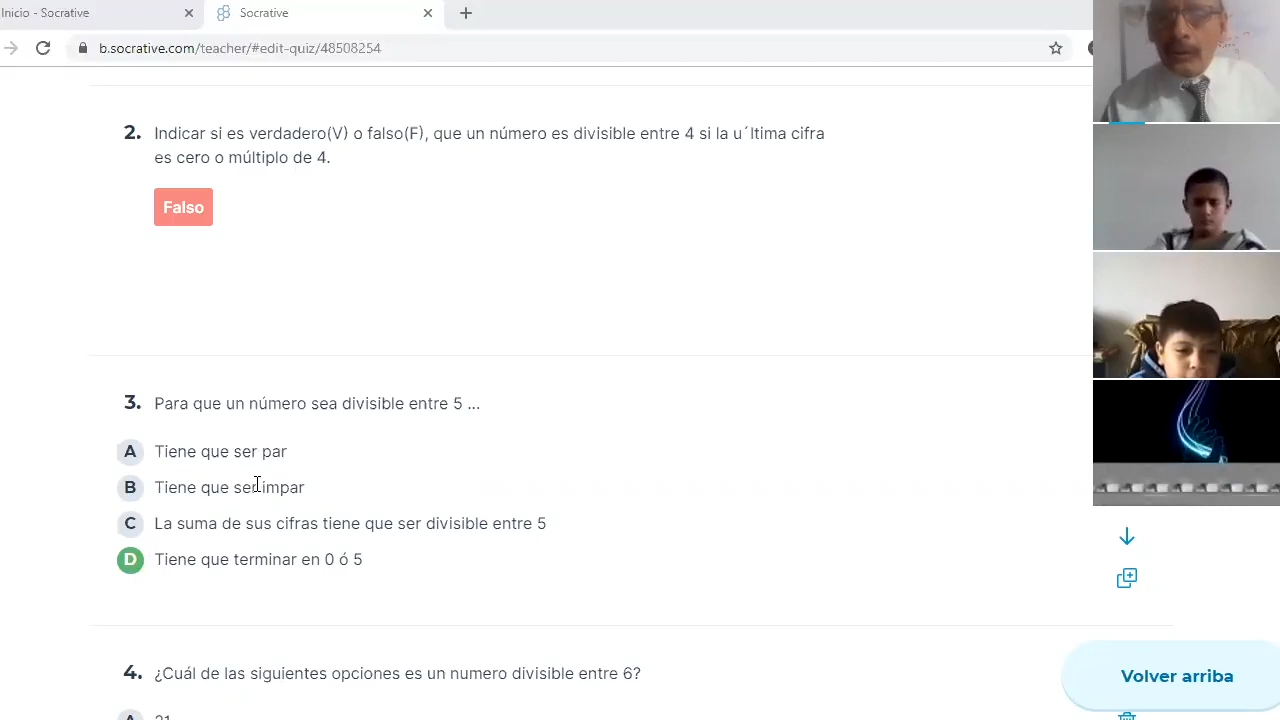 Inicio - Socrative
Socrative
b.socrative.com/teacher/#edit-quiz/48508254
2. Indicar si es verdadero(V) o falso(F), que un número es divisible entre 4 si la u´ltima cifra
es cero o múltiplo de 4.
Falso
3. Para que un número sea divisible entre 5 ...
A Tiene que ser par
B Tiene que ser impar
C La suma de sus cifras tiene que ser divisible entre 5
D Tiene que terminar en 0 ó 5
4. ¿Cuál de las siguientes opciones es un numero divisible entre 6?
Volver arriba